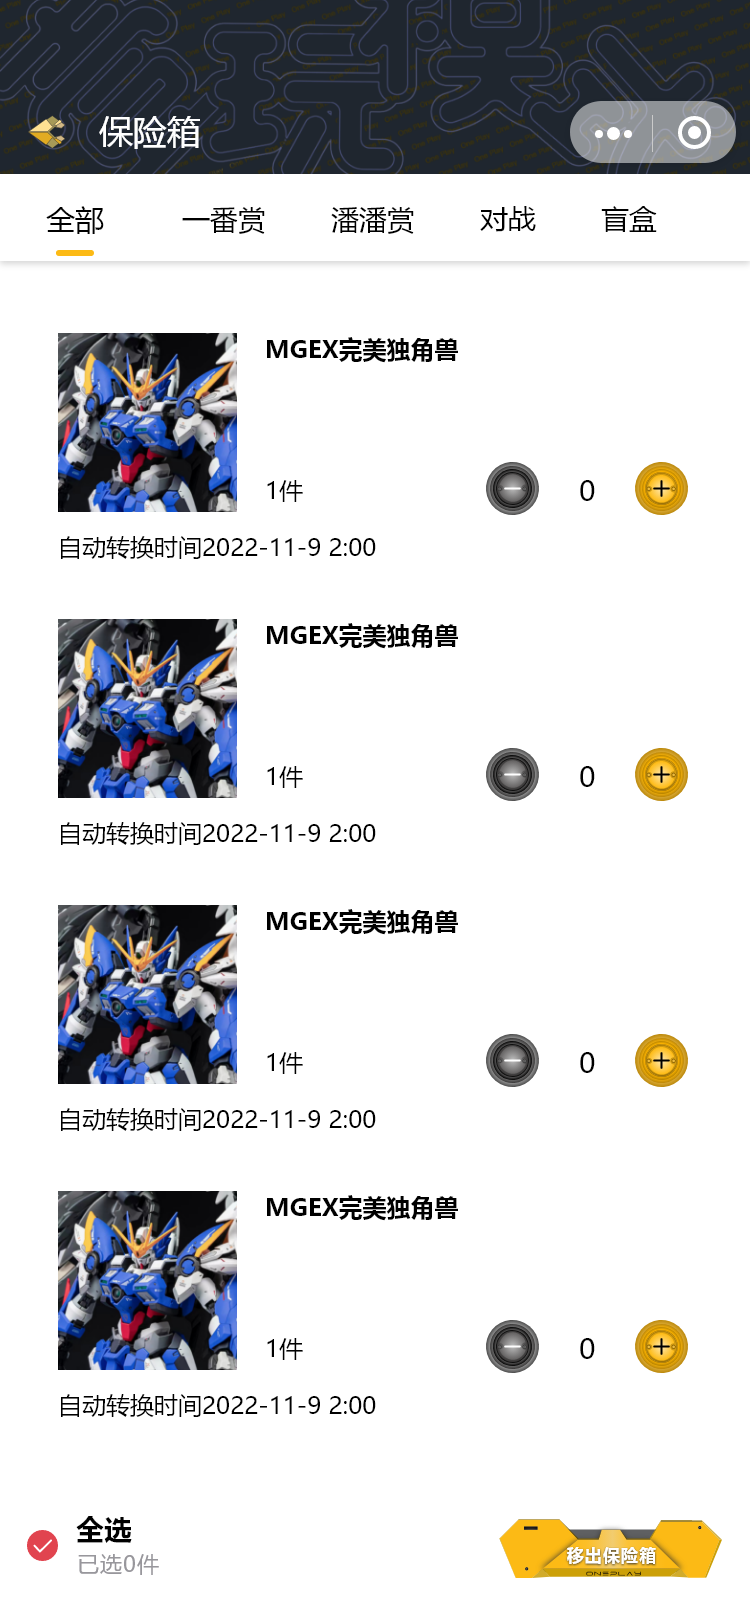 保险箱
全部 一番赏 潘潘赏 对战 盲盒
MGEX完美独角兽
1件 0
自动转换时间2022-11-9 2:00
MGEX完美独角兽
1件 0
自动转换时间2022-11-9 2:00
MGEX完美独角兽
1件 0
自动转换时间2022-11-9 2:00
MGEX完美独角兽
1件 0
自动转换时间2022-11-9 2:00
全选
已选0件
移出保险箱
ONEPLAY